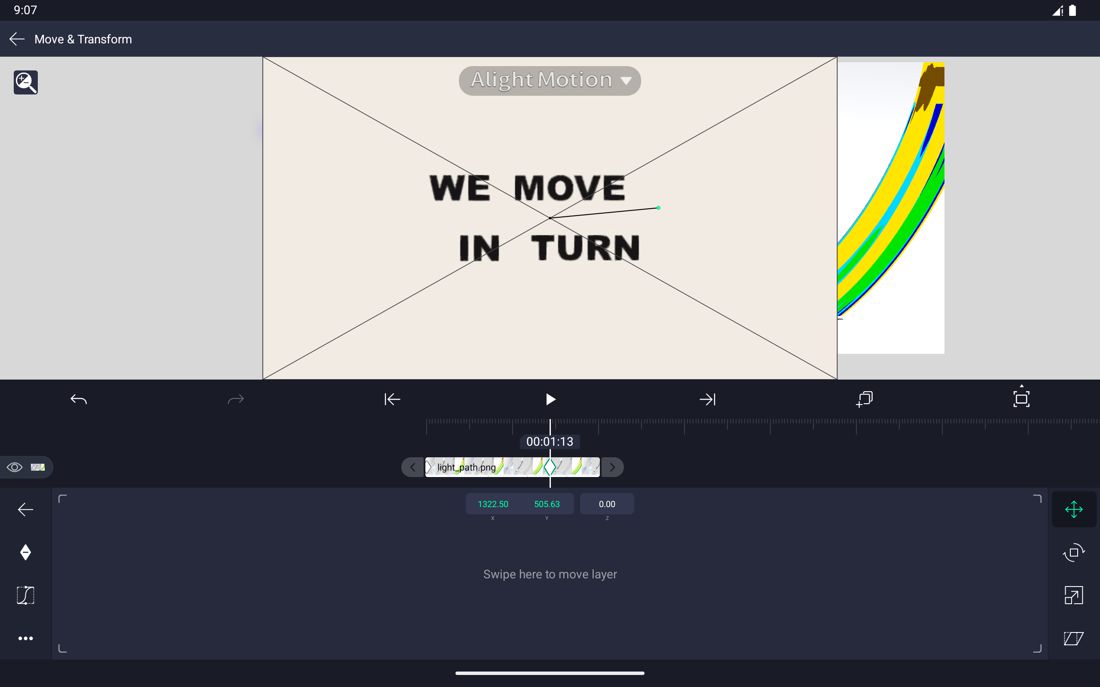 9:07
Move & Transform
Alight Motion
WE MOVE
IN TURN
00:01:13
light_path.png
1322.50 505.63 0.00
X Y Z
Swipe here to move layer